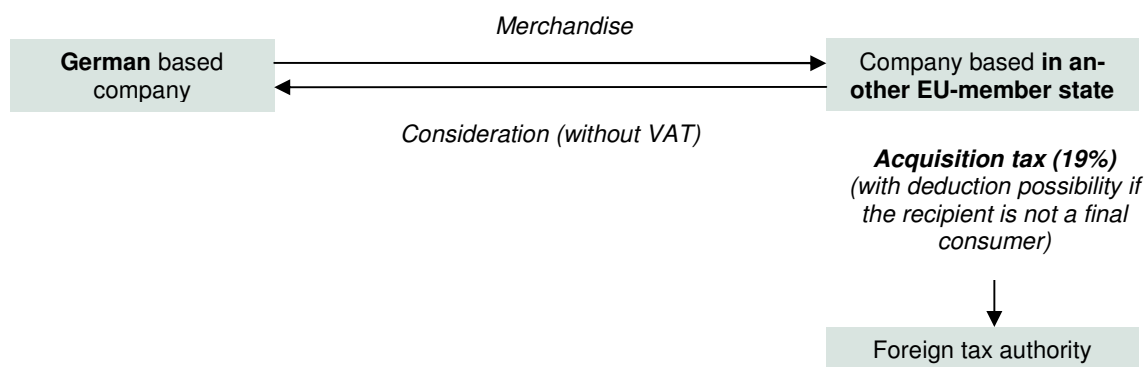 Merchandise
German based
company
Company based in an-
other EU-member state
Consideration (without VAT)
Acquisition tax (19%)
(with deduction possibility if
the recipient is not a final
consumer)
Foreign tax authority